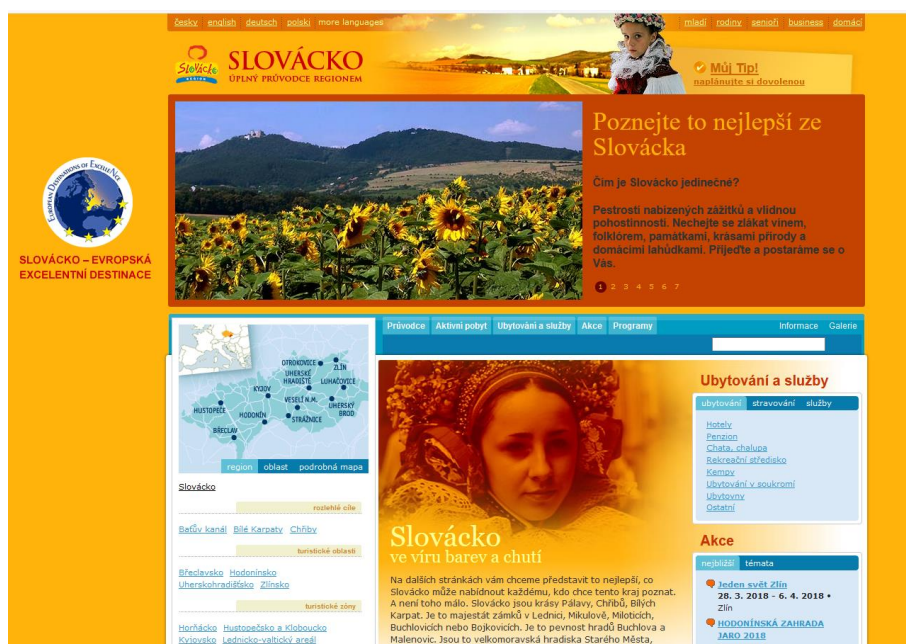 česky english deutsch polski more languages
mladí rodiny senioři business domácí
Slovácko
REGION
SLOVÁCKO
ÚPLNÝ PRŮVODCE REGIONEM
Můj Tip!
naplánujte si dovolenou
Poznejte to nejlepší ze
Slovácka
Čím je Slovácko jedinečné?
Pestrostí nabízených zážitků a vlídnou
pohostinností. Nechejte se zlákat vínem,
folklórem, památkami, krásami přírody a
domácími lahůdkami. Přijeďte a postaráme se o
Vás.
1 2 3 4 5 6 7
EUROPEAN DESTINATIONS OF EXCELLENCE
SLOVÁCKO – EVROPSKÁ
EXCELENTNÍ DESTINACE
Průvodce Aktivní pobyt Ubytování a služby Akce Programy
Informace Galerie
OTROKOVICE
ZLÍN
UHERSKÉ
HRADIŠTĚ
LUHAČOVICE
KYJOV
VESELÍ N.M.
UHERSKÝ
BROD
HUSTOPEČE
HODONÍN
STRÁŽNICE
BŘECLAV
region oblast podrobná mapa
Slovácko
rozlehlé cíle
Baťův kanál Bílé Karpaty Chřiby
turistické oblasti
Břeclavsko Hodonínsko
Uherskohradišťsko Zlínsko
turistické zóny
Horňácko Hustopečsko a Kloboucko
Kyjovsko Lednicko-valtický areál
Slovácko
ve víru barev a chutí
Na dalších stránkách vám chceme představit to nejlepší, co
Slovácko může nabídnout každému, kdo chce tento kraj poznat.
A není toho málo. Slovácko jsou krásy Pálavy, Chřibů, Bílých
Karpat. Je to majestát zámků v Lednici, Mikulově, Miloticích,
Buchlovicích nebo Bojkovicích. Je to pevnost hradů Buchlova a
Malenovic. Jsou to velkomoravská hradiska Starého Města,
Ubytování a služby
ubytování stravování služby
Hotely
Penzion
Chata, chalupa
Rekreační středisko
Kempy
Ubytování v soukromí
Ubytovny
Ostatní
Akce
nejbližší témata
Jeden svět Zlín
28. 3. 2018 - 6. 4. 2018 •
Zlín
HODONÍNSKÁ ZAHRADA
JARO 2018